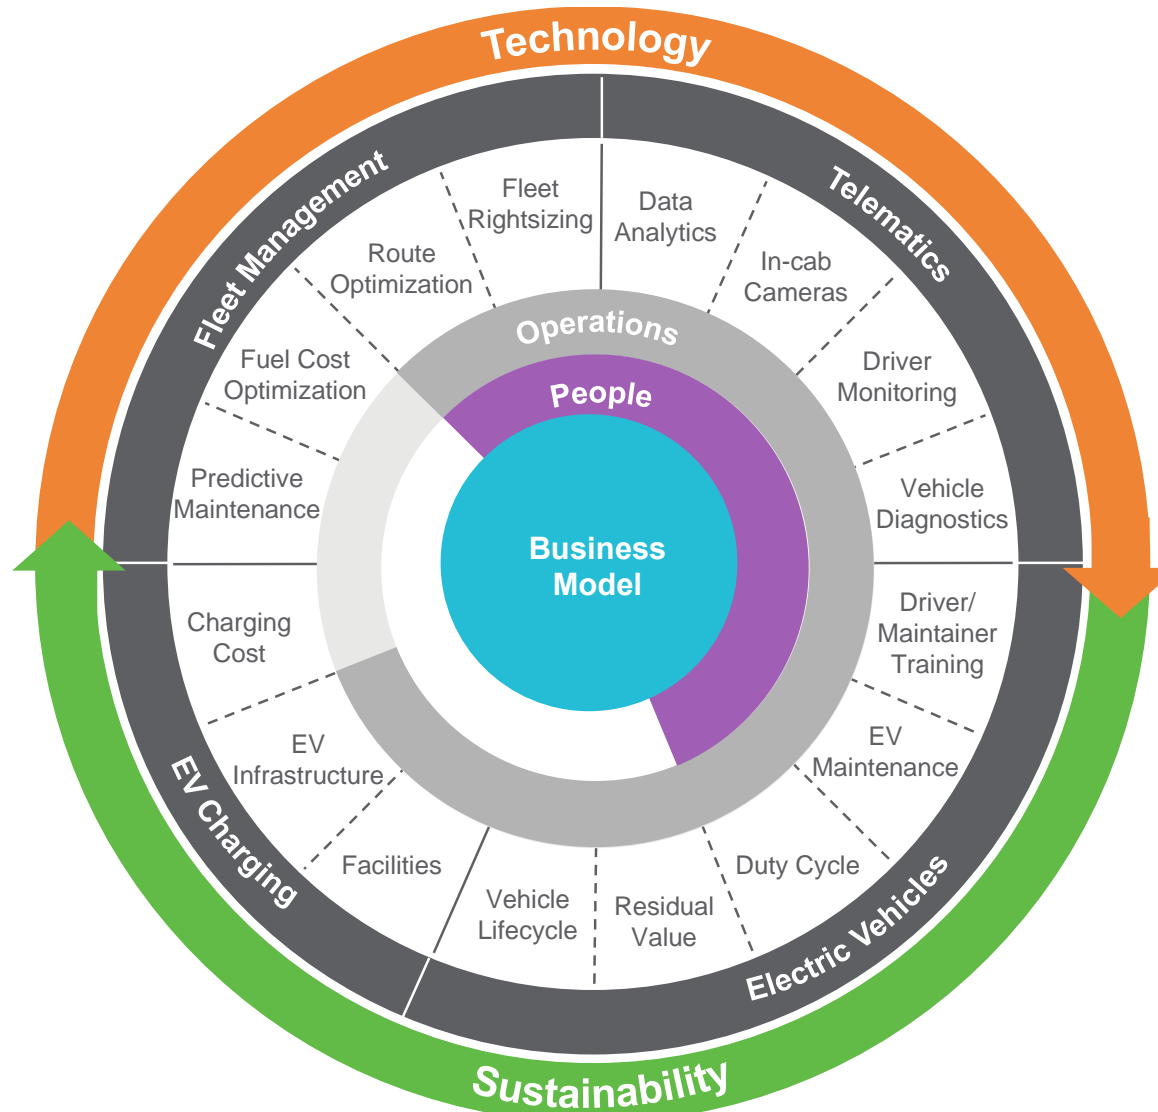 Technology
Fleet Management
Telematics
Fleet
Rightsizing
Data
Analytics
Route
Optimization
In-cab
Cameras
Fuel Cost
Optimization
Driver
Monitoring
Predictive
Maintenance
Vehicle
Diagnostics
Operations
People
Business
Model
Charging
Cost
Driver/
Maintainer
Training
EV
Infrastructure
EV
Maintenance
Facilities
Duty Cycle
Vehicle
Lifecycle
Residual
Value
EV Charging
Electric Vehicles
Sustainability